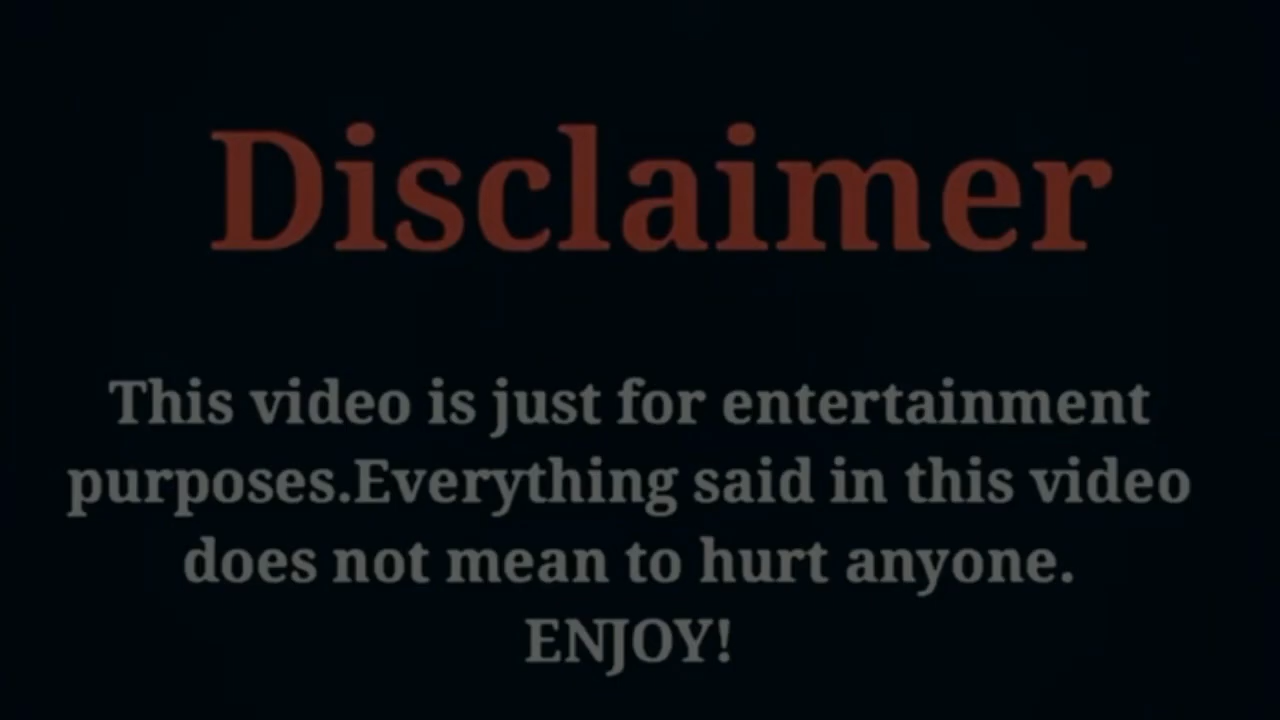 Disclaimer
This video is just for entertainment
purposes.Everything said in this video
does not mean to hurt anyone.
ENJOY!